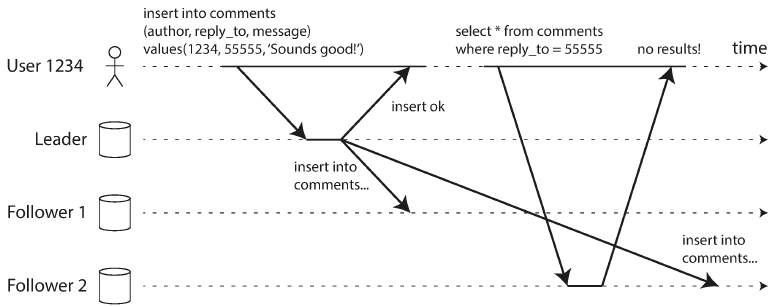 insert into comments
(author, reply_to, message)
values(1234, 55555, 'Sounds good!')
select * from comments
where reply_to = 55555
no results!
time
User 1234
insert ok
Leader
insert into
comments...
Follower 1
insert into
comments...
Follower 2